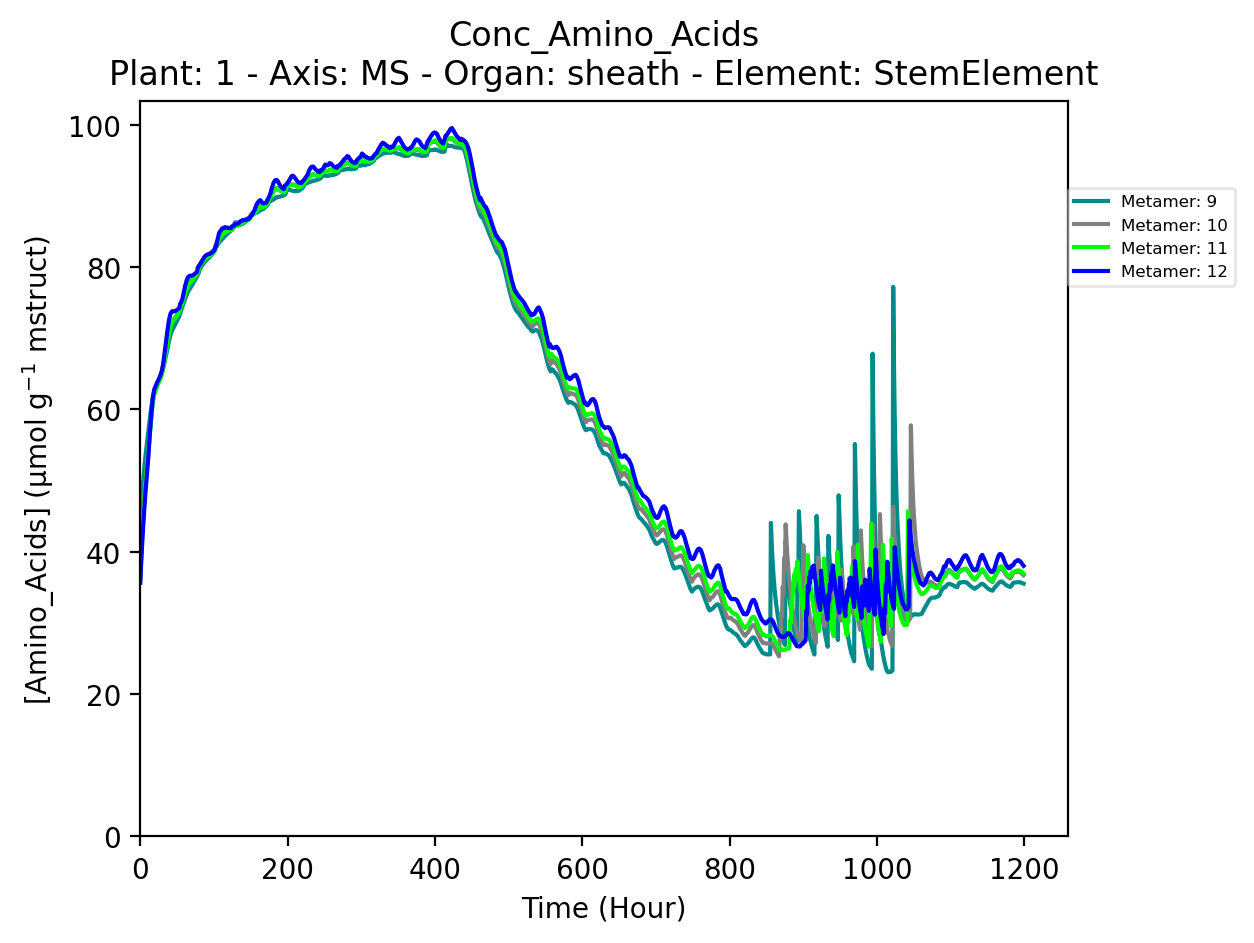 Conc_Amino_Acids
Plant: 1 - Axis: MS - Organ: sheath - Element: StemElement
[Amino_Acids] (µmol g⁻¹ mstruct)
100
80
60
40
20
0
0 200 400 600 800 1000 1200
Time (Hour)
Metamer: 9
Metamer: 10
Metamer: 11
Metamer: 12